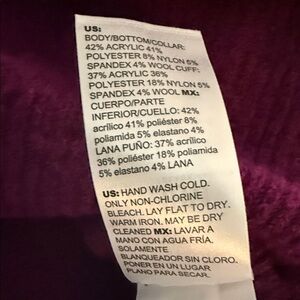 US:
BODY/BOTTOM/COLLAR:
42% ACRYLIC 41%
POLYESTER 8% NYLON 5%
SPANDEX 4% WOOL CUFF:
37% ACRYLIC 36%
POLYESTER 18% NYLON 5%
SPANDEX 4% WOOL MX:
CUERPO/PARTE
INFERIOR/CUELLO: 42%
acrílico 41% poliéster 8%
poliamida 5% elastano 4%
LANA PUÑO: 37% acrílico
36% poliéster 18% poliamida
5% elastano 4% LANA
US: HAND WASH COLD.
ONLY NON-CHLORINE
BLEACH. LAY FLAT TO DRY.
WARM IRON. MAY BE DRY
CLEANED MX: LAVAR A
MANO CON AGUA FRÍA.
SOLAMENTE
BLANQUEADOR SIN CLORO.
PONER EN UN LUGAR
PLANO PARA SECAR.